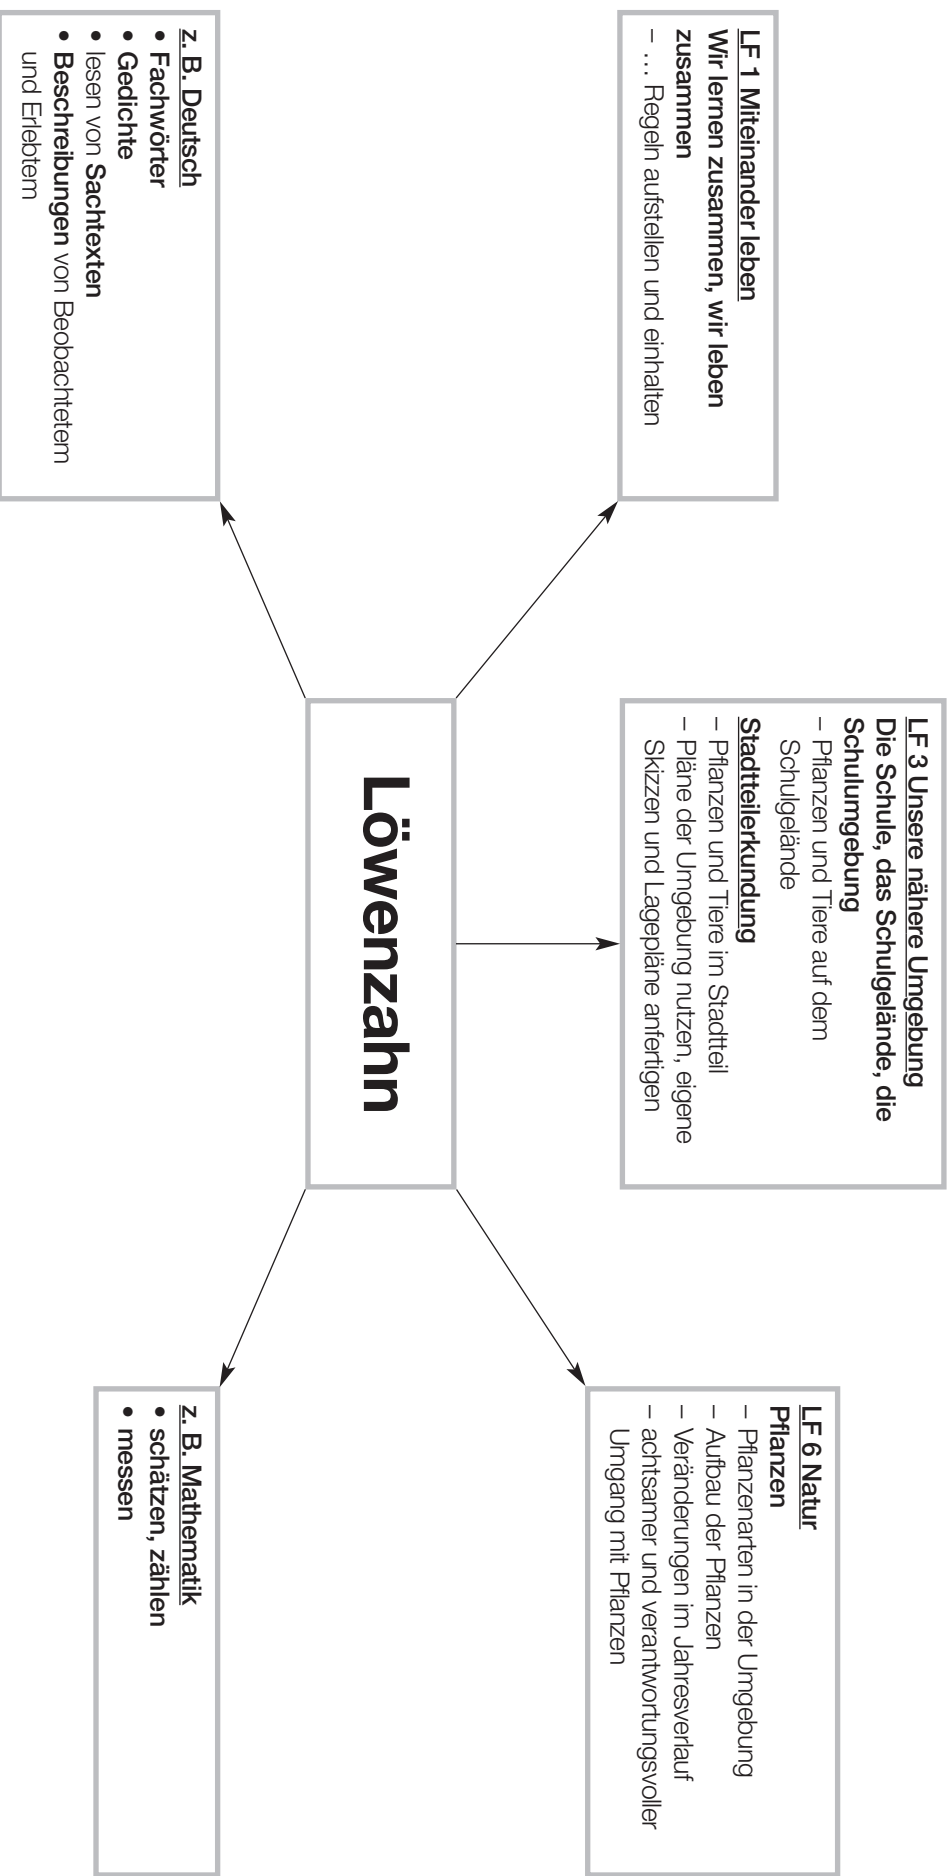 LF 1 Miteinander leben
Wir lernen zusammen, wir leben
zusammen
– … Regeln aufstellen und einhalten
LF 3 Unsere nähere Umgebung
Die Schule, das Schulgelände, die
Schulumgebung
– Pflanzen und Tiere auf dem
Schulgelände
Stadtteilerkundung
– Pflanzen und Tiere im Stadtteil
– Pläne der Umgebung nutzen, eigene
Skizzen und Lagepläne anfertigen
LF 6 Natur
Pflanzen
– Pflanzenarten in der Umgebung
– Aufbau der Pflanzen
– Veränderungen im Jahresverlauf
– achtsamer und verantwortungsvoller
Umgang mit Pflanzen
Löwenzahn
z. B. Deutsch
• Fachwörter
• Gedichte
• lesen von Sachtexten
• Beschreibungen von Beobachtetem
und Erlebtem
z. B. Mathematik
• schätzen, zählen
• messen